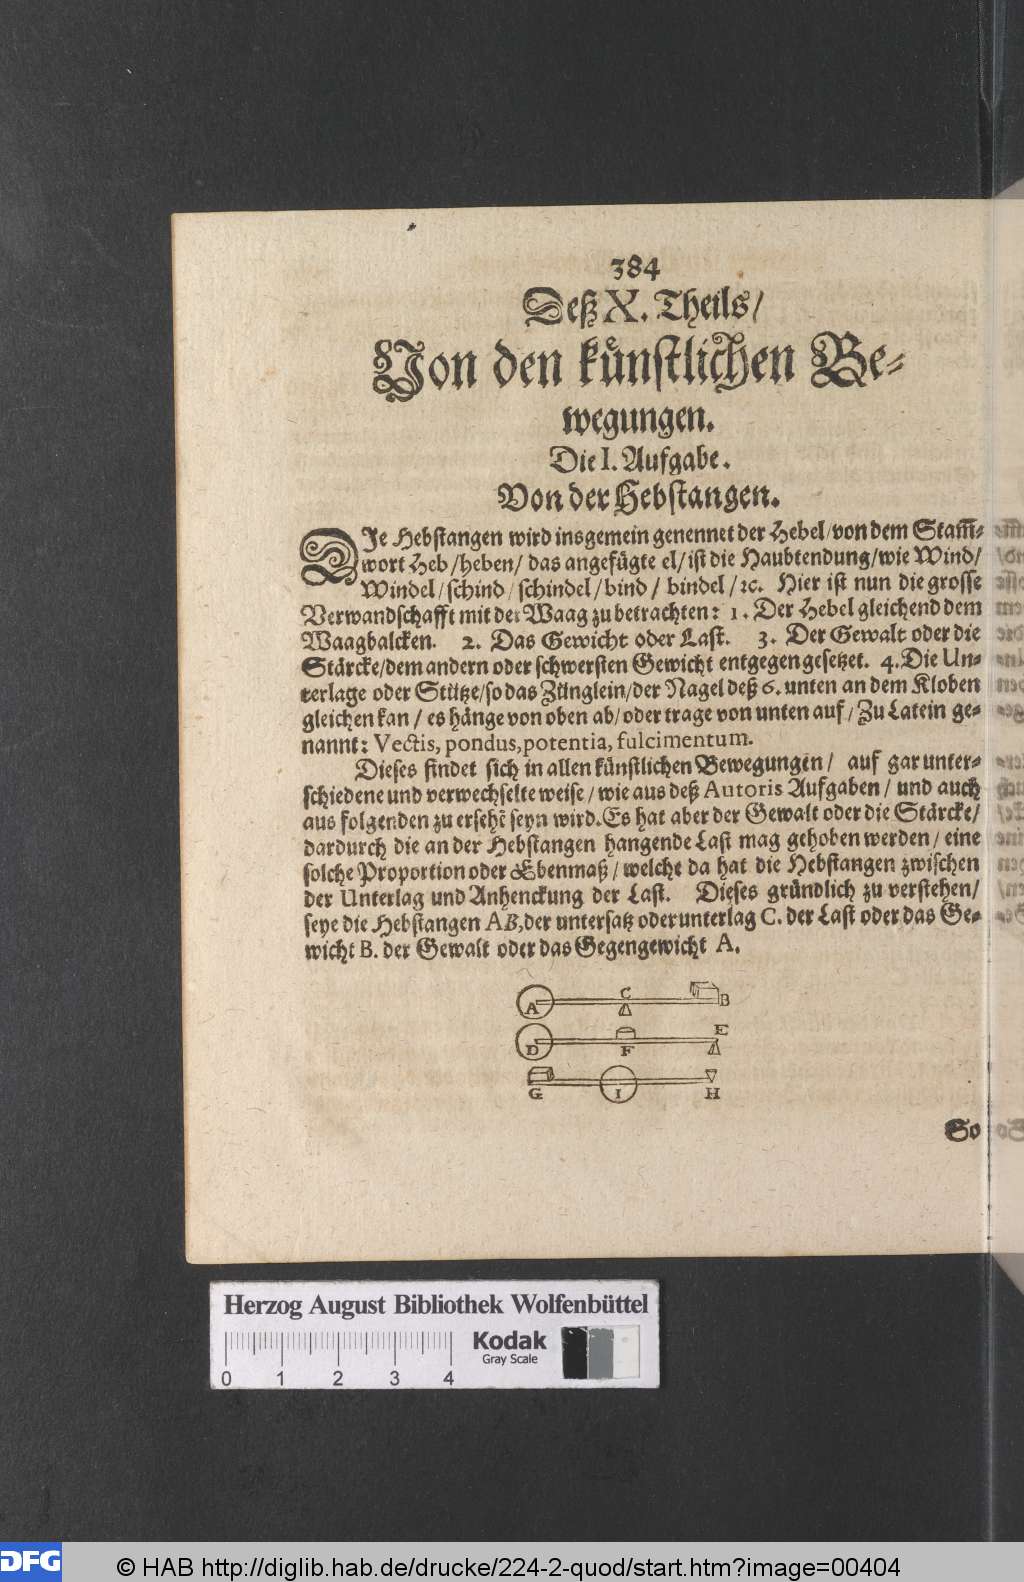 384
Deß X. Theils/
Von den künstlichen Be-
wegungen.
Die I. Aufgabe.
Von der Hebstangen.
DJe Hebstangen wird insgemein genennet der Hebel/von dem Stam̃-
wort Heb/heben/ das angefügte el/ist die Haubtendung/wie Wind/
Windel/schind/schindel/bind/ bindel/ꝛc. Hier ist nun die grosse
Verwandschafft mit der Waag zu betrachten: 1. Der Hebel gleichend dem
Waagbalcken. 2. Das Gewicht oder Last. 3. Der Gewalt oder die
Stärcke/dem andern oder schwersten Gewicht entgegen gesetzet. 4. Die Un-
terlage oder Stütze/so das Zünglein/der Nagel deß 6. unten an dem Kloben
gleichen kan/ es hänge von oben ab/oder trage von unten auf/Zu Latein ge-
nannt: Vectis, pondus, potentia, fulcimentum.
Dieses findet sich in allen künstlichen Bewegungen/ auf gar unter-
schiedene und verwechselte weise/wie aus deß Autoris Aufgaben/ und auch
aus folgenden zu ersehẽ seyn wird. Es hat aber der Gewalt oder die Stärcke/
dardurch die an der Hebstangen hangende Last mag gehoben werden/ eine
solche Proportion oder Ebenmaß/ welche da hat die Hebstangen zwischen
der Unterlag und Anhenckung der Last. Dieses gründlich zu verstehen/
seye die Hebstangen AB, der untersatz oder unterlag C. der Last oder das Ge-
wicht B. der Gewalt oder das Gegengewicht A.
A C B
D F E
G I H
So
Herzog August Bibliothek Wolfenbüttel
0 1 2 3 4
Kodak
Gray Scale
DFG
© HAB http://diglib.hab.de/drucke/224-2-quod/start.htm?image=00404